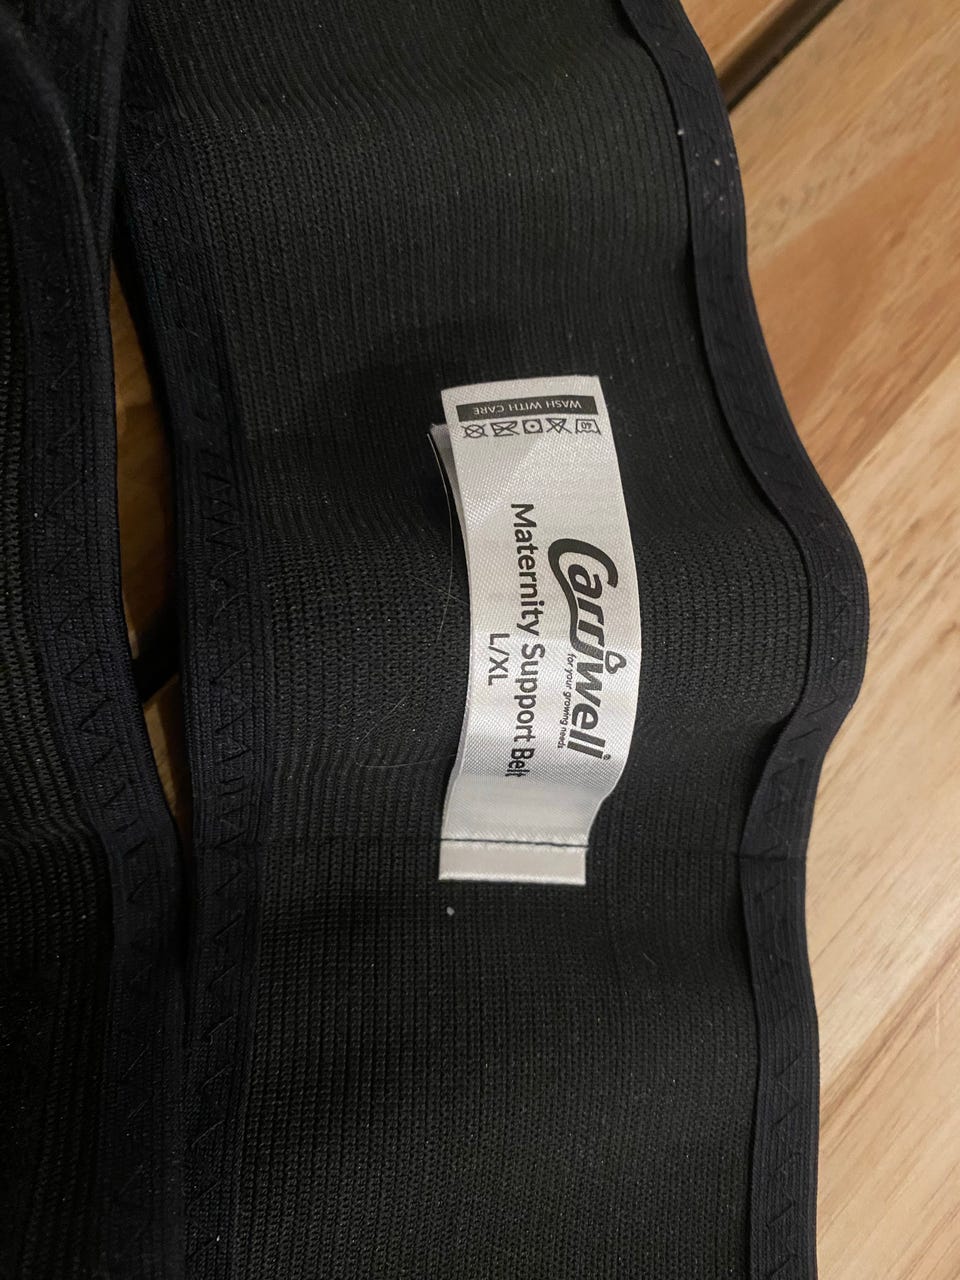 Carriwell®
for your growing needs
Maternity Support Belt
L/XL
WASH WITH CARE